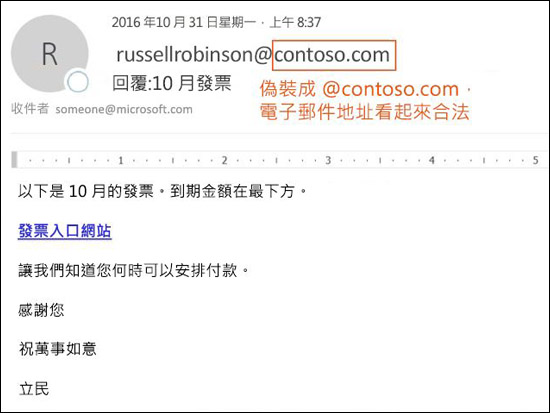 2016 年10 月 31 日星期一，上午 8:37
R
russellrobinson@contoso.com
回覆:10 月發票
偽裝成 @contoso.com，
電子郵件地址看起來合法
收件者 someone@microsoft.com
1 2 3 4 5
以下是 10 月的發票。到期金額在最下方。
發票入口網站
讓我們知道您何時可以安排付款。
感謝您
祝萬事如意
立民